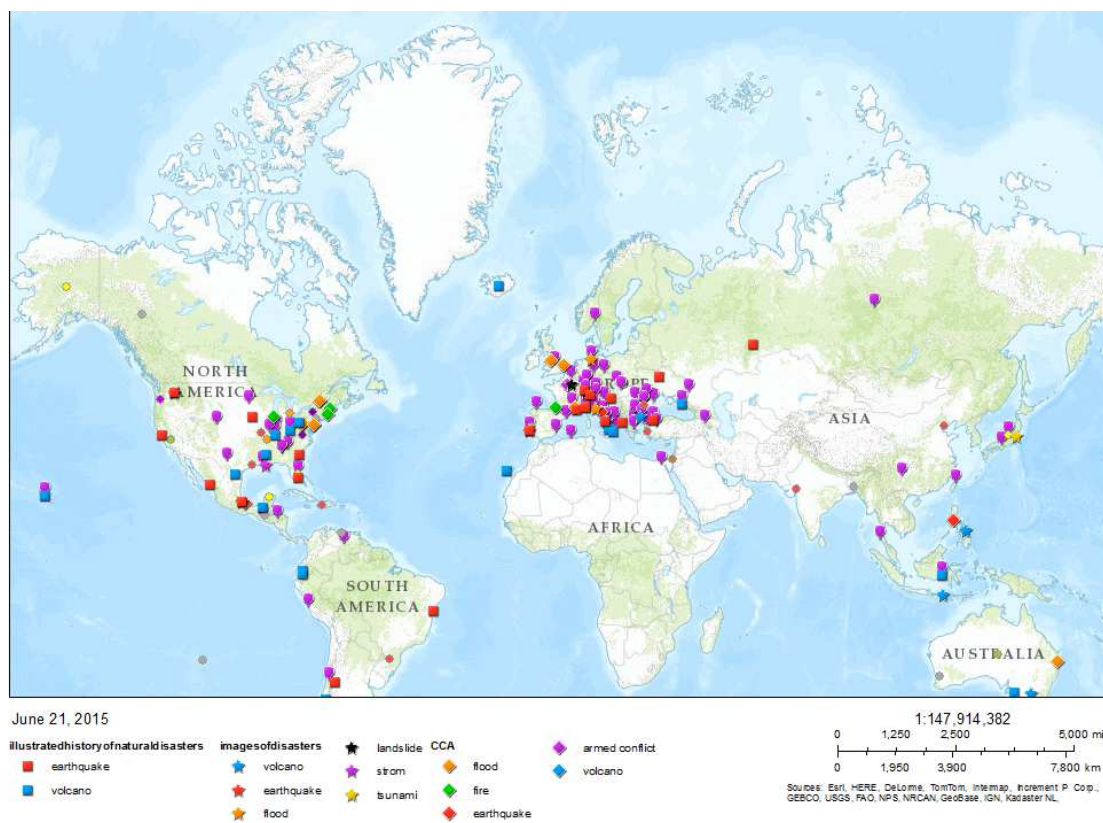 NORTH
AMERICA
EUROPE
ASIA
AFRICA
SOUTH
AMERICA
AUSTRALIA
June 21, 2015
1:147,914,382
0 1,250 2,500 5,000 mi
0 1,950 3,900 7,800 km
illustratedhistoryofnaturaldisasters
earthquake
volcano
imagesofdisasters
volcano
earthquake
flood
landslide
strom
tsunami
CCA
flood
fire
earthquake
armed conflict
volcano
Sources: Esri, HERE, DeLorme, TomTom, Intermap, increment P Corp.,
GEBCO, USGS, FAO, NPS, NRCAN, GeoBase, IGN, Kadaster NL,